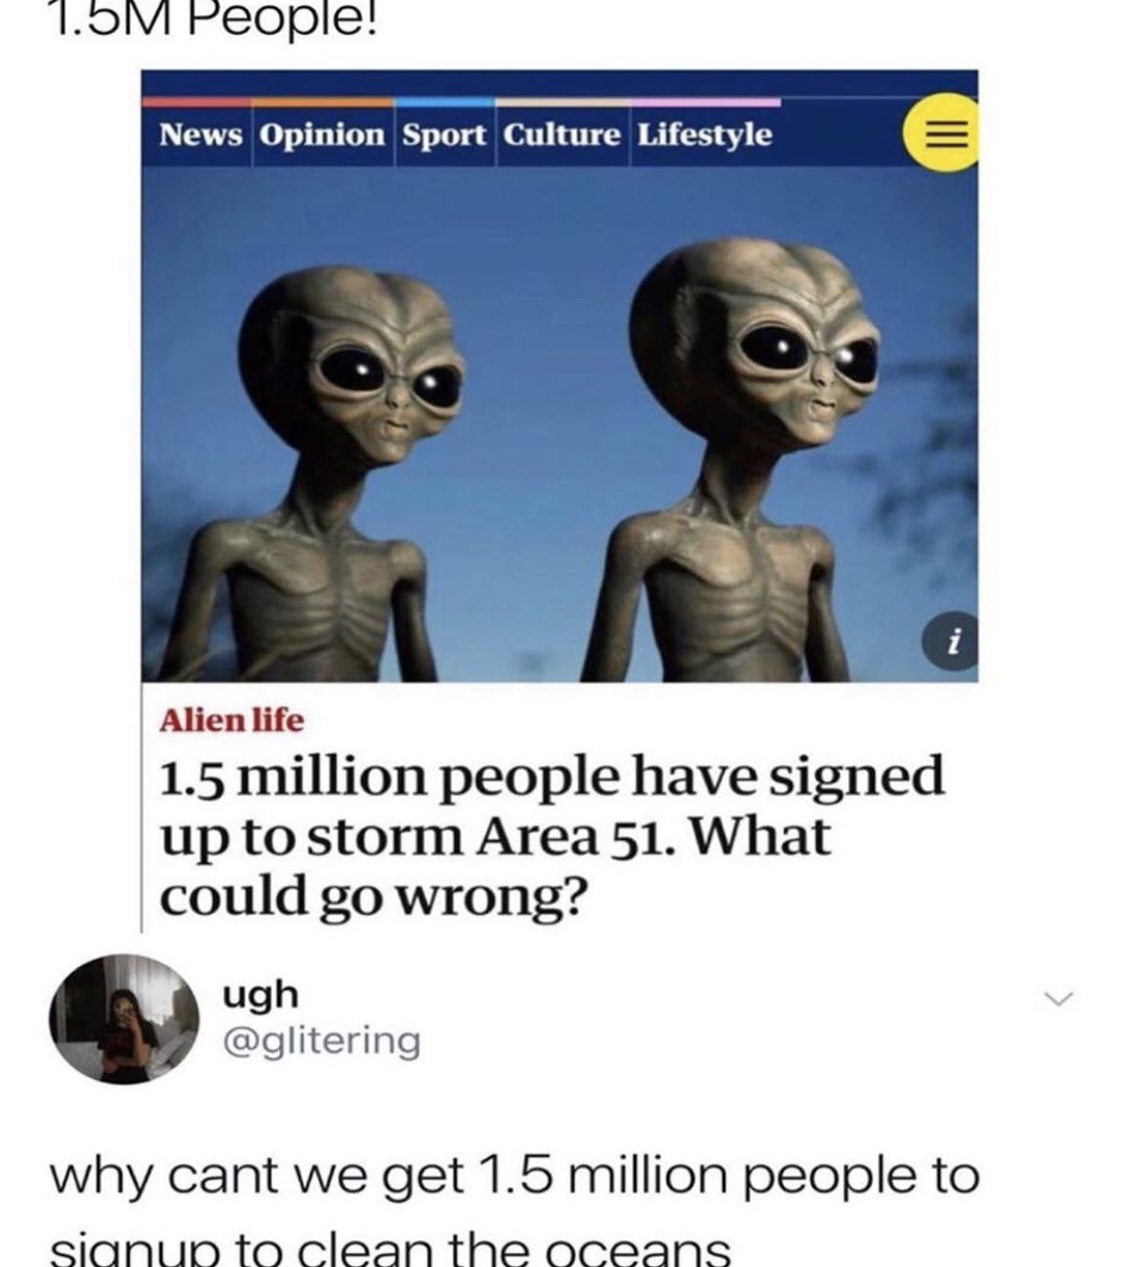 1.5M People!
News Opinion Sport Culture Lifestyle
i
Alien life
1.5 million people have signed
up to storm Area 51. What
could go wrong?
ugh
@glitering
why cant we get 1.5 million people to
signup to clean the oceans